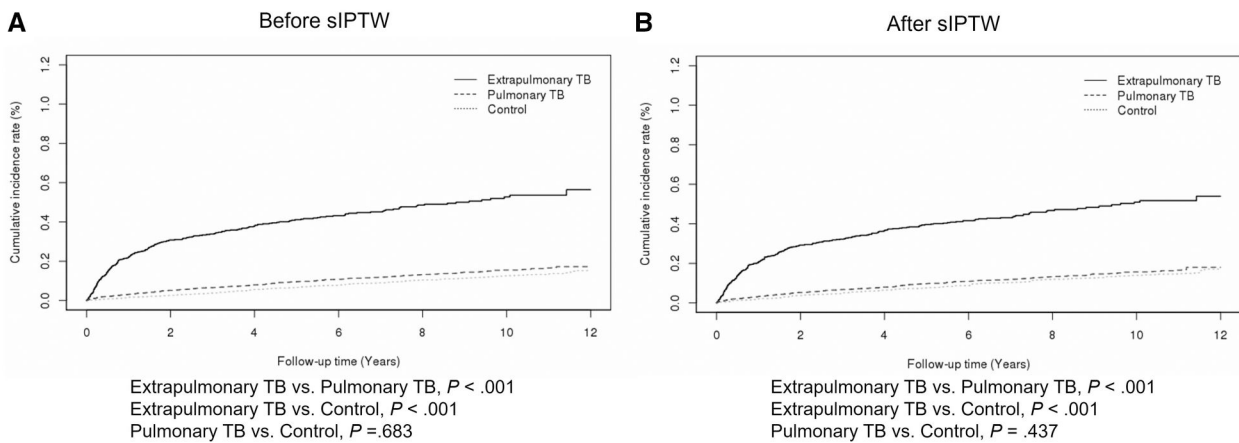 A
Before sIPTW
Cumulative incidence rate (%)
1.2
1.0
0.8
0.6
0.4
0.2
0.0
Extrapulmonary TB
Pulmonary TB
Control
0 2 4 6 8 10 12
Follow-up time (Years)
Extrapulmonary TB vs. Pulmonary TB, P < .001
Extrapulmonary TB vs. Control, P < .001
Pulmonary TB vs. Control, P =.683
B
After sIPTW
Cumulative incidence rate (%)
1.2
1.0
0.8
0.6
0.4
0.2
0.0
Extrapulmonary TB
Pulmonary TB
Control
0 2 4 6 8 10 12
Follow-up time (Years)
Extrapulmonary TB vs. Pulmonary TB, P < .001
Extrapulmonary TB vs. Control, P < .001
Pulmonary TB vs. Control, P = .437